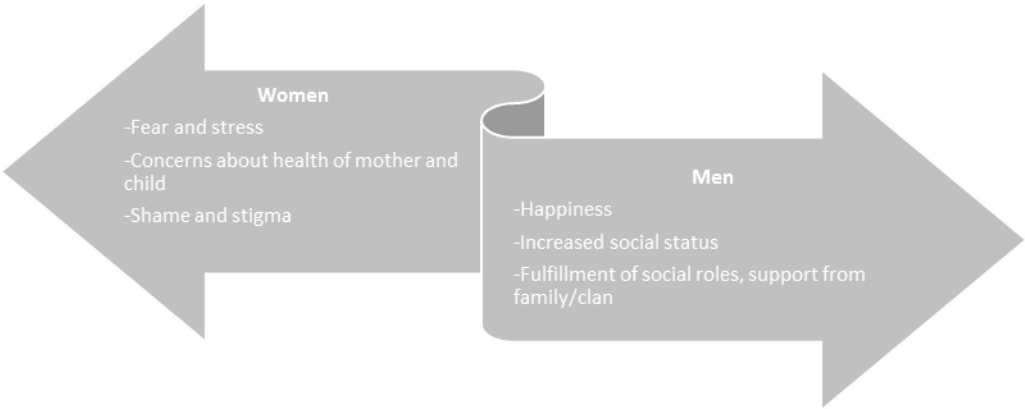 Women
-Fear and stress
-Concerns about health of mother and
child
-Shame and stigma
Men
-Happiness
-Increased social status
-Fulfillment of social roles, support from
family/clan